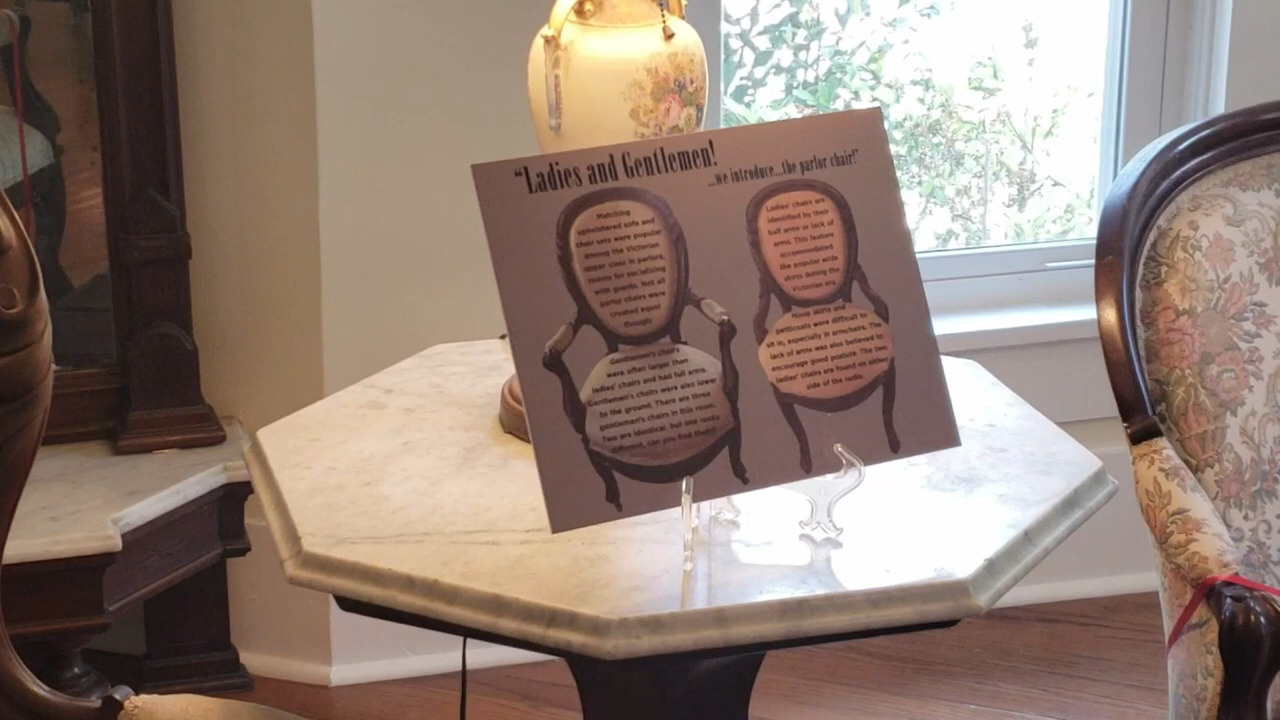 "Ladies and Gentlemen!
...we introduce...the parlor chair!"
Matching
upholstered sofa and
chair sets were popular
among the Victorian
upper class in parlors,
rooms for socializing
with guests. Not all
parlor chairs were
created equal
though:
Gentlemen's chairs
were often larger than
ladies' chairs and had full arms.
Gentlemen's chairs were also lower
to the ground. There are three
gentlemen's chairs in this room.
Two are identical, but one looks
different, can you find them?
Ladies' chairs are
identified by their
half arms or lack of
arms. This feature
accommodated
the popular wide
skirts during the
Victorian era.
Hoop skirts and
petticoats were difficult to
sit in, especially in armchairs. The
lack of arms was also believed to
encourage good posture. The two
ladies' chairs are found on either
side of the radio.